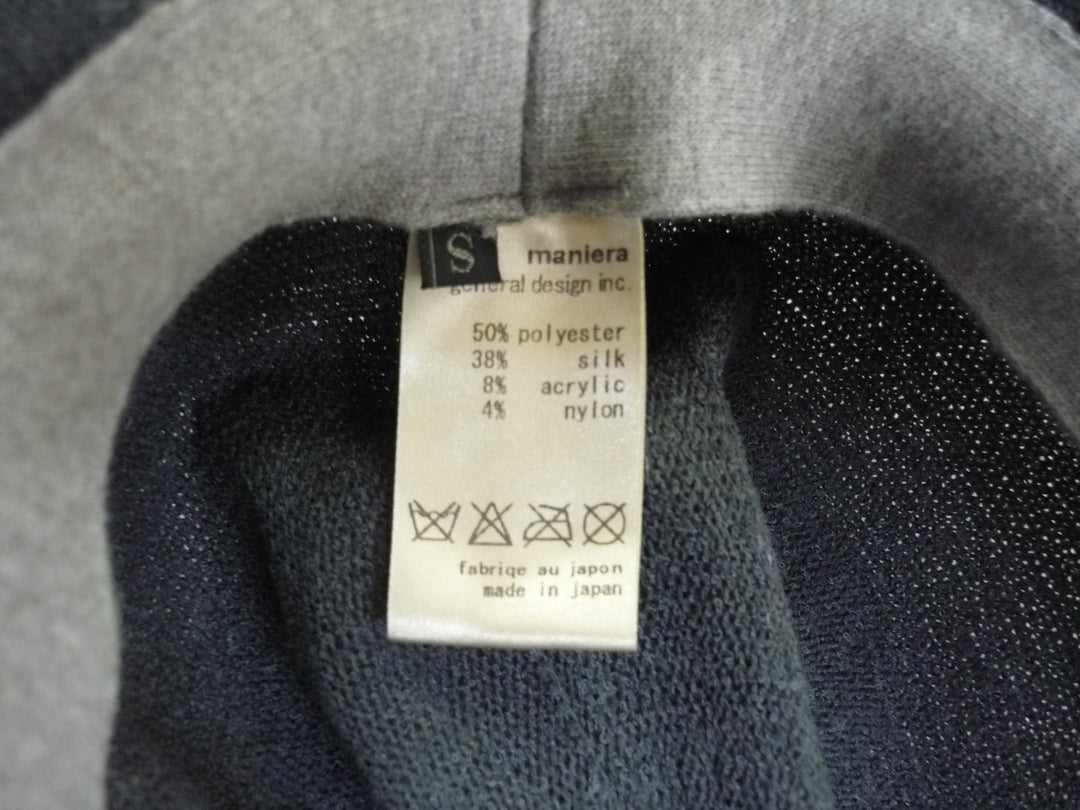 S
maniera
general design inc.
50% polyester
38% silk
8% acrylic
4% nylon
fabriqe au japon
made in japan